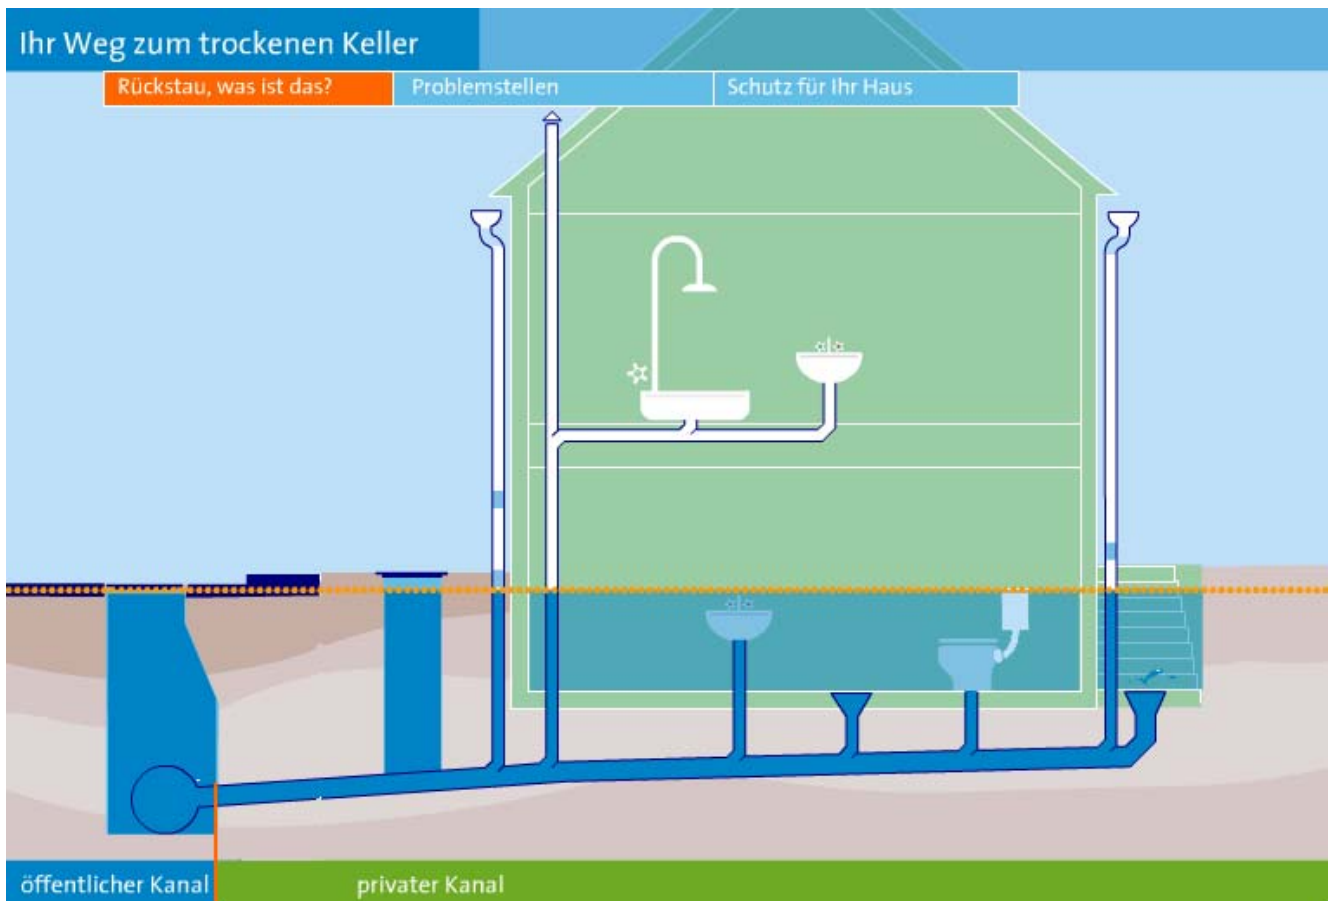 Ihr Weg zum trockenen Keller
Rückstau, was ist das?
Problemstellen
Schutz für Ihr Haus
öffentlicher Kanal
privater Kanal